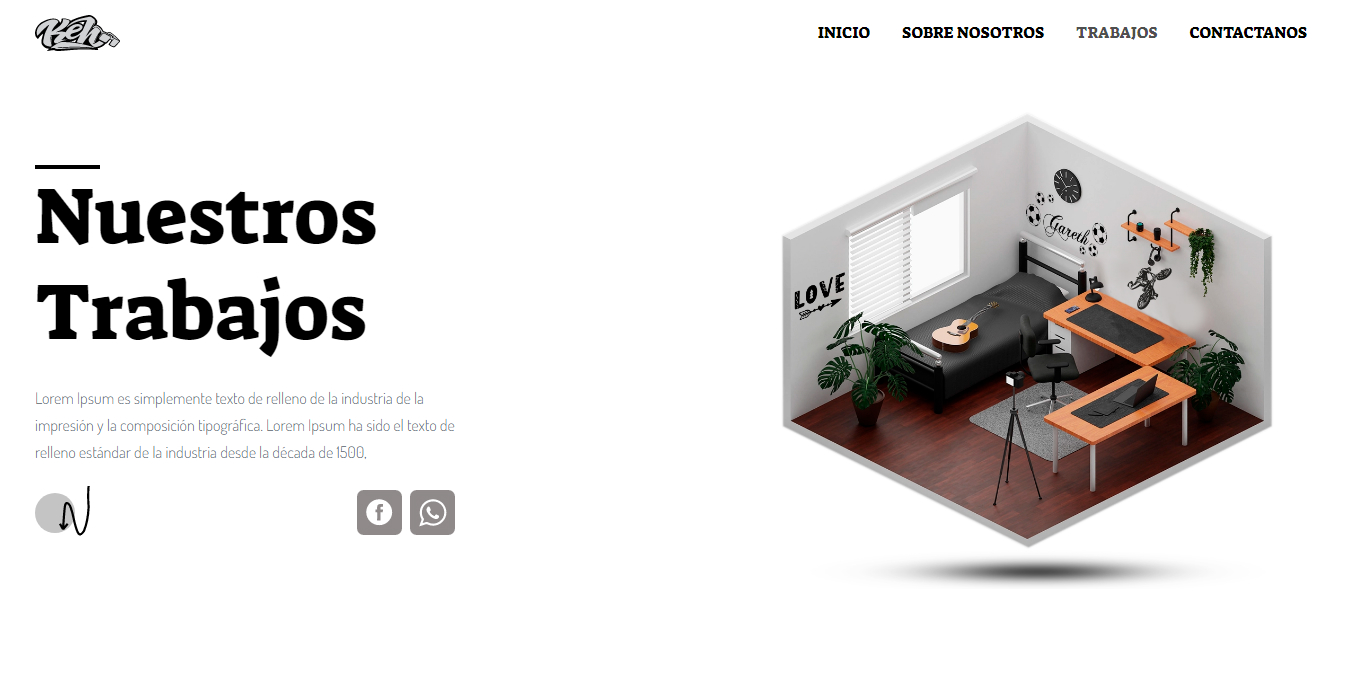 Keh
INICIO SOBRE NOSOTROS TRABAJOS CONTACTANOS
Nuestros
Trabajos
Lorem Ipsum es simplemente texto de relleno de la industria de la
impresión y la composición tipográfica. Lorem Ipsum ha sido el texto de
relleno estándar de la industria desde la década de 1500,
Gareth
LOVE